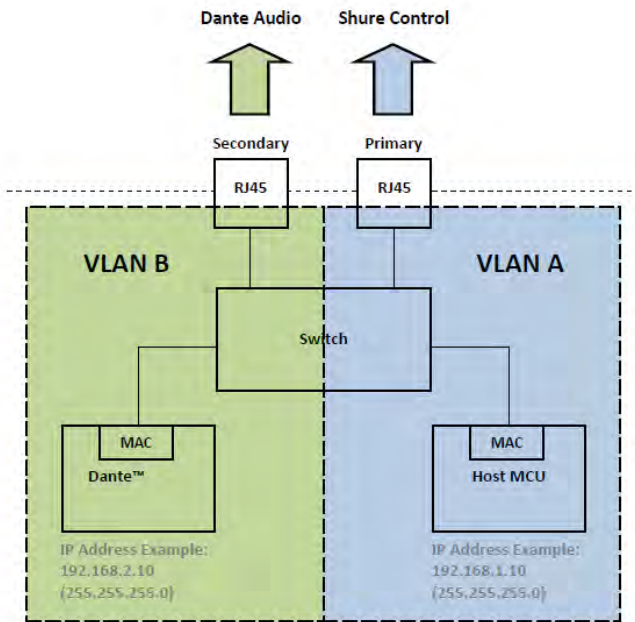 Dante Audio
Shure Control
Secondary
Primary
RJ45
RJ45
VLAN B
VLAN A
Switch
MAC
MAC
Dante™
Host MCU
IP Address Example:
192.168.2.10
(255.255.255.0)
IP Address Example:
192.168.1.10
(255.255.255.0)